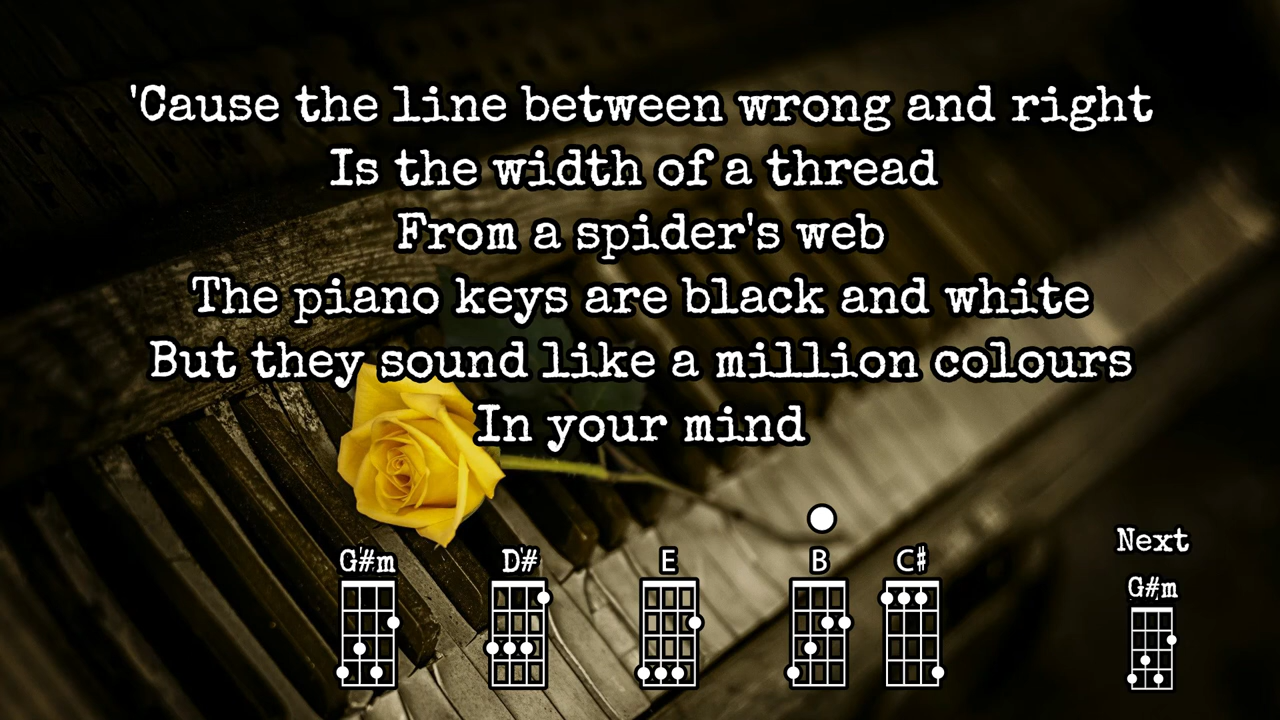 'Cause the line between wrong and right
Is the width of a thread
From a spider's web
The piano keys are black and white
But they sound like a million colours
In your mind
G#m D# E B C#
Next
G#m